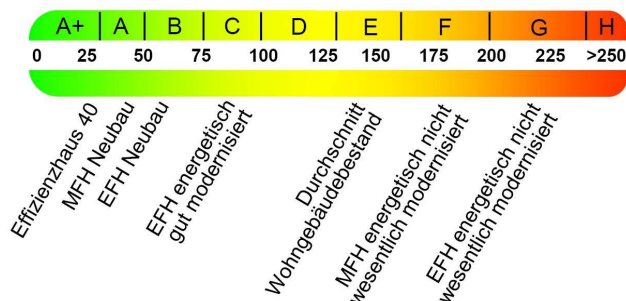 A+ A B C D E F G H
0 25 50 75 100 125 150 175 200 225 >250
Effizienzhaus 40
MFH Neubau
EFH Neubau
EFH energetisch
gut modernisiert
Durchschnitt
Wohngebäudebestand
MFH energetisch nicht
wesentlich modernisiert
EFH energetisch nicht
wesentlich modernisiert